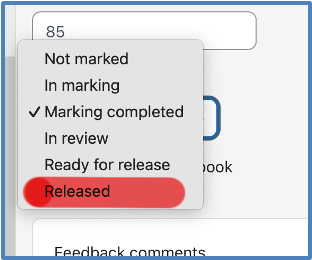 85
Not marked
In marking
✓ Marking completed
In review
Ready for release
book
Released
Feedback comments